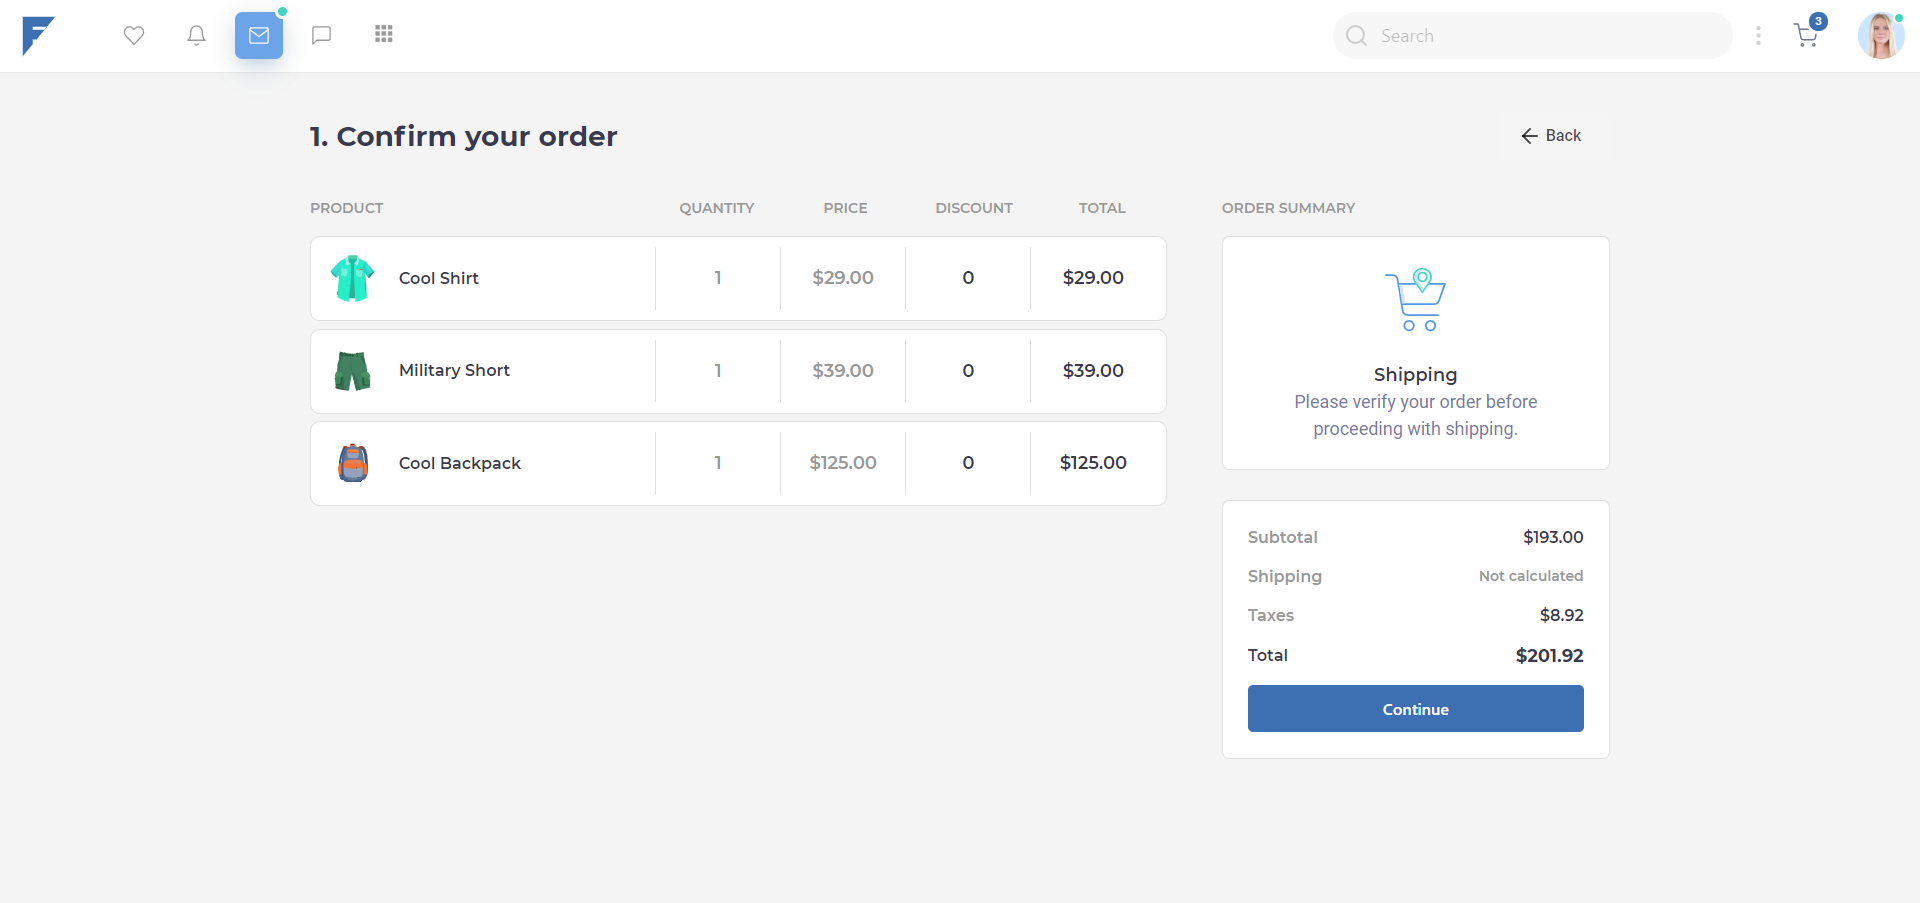 Search
3
1. Confirm your order
Back
PRODUCT QUANTITY PRICE DISCOUNT TOTAL
Cool Shirt 1 $29.00 0 $29.00
Military Short 1 $39.00 0 $39.00
Cool Backpack 1 $125.00 0 $125.00
ORDER SUMMARY
Shipping
Please verify your order before
proceeding with shipping.
Subtotal $193.00
Shipping Not calculated
Taxes $8.92
Total $201.92
Continue